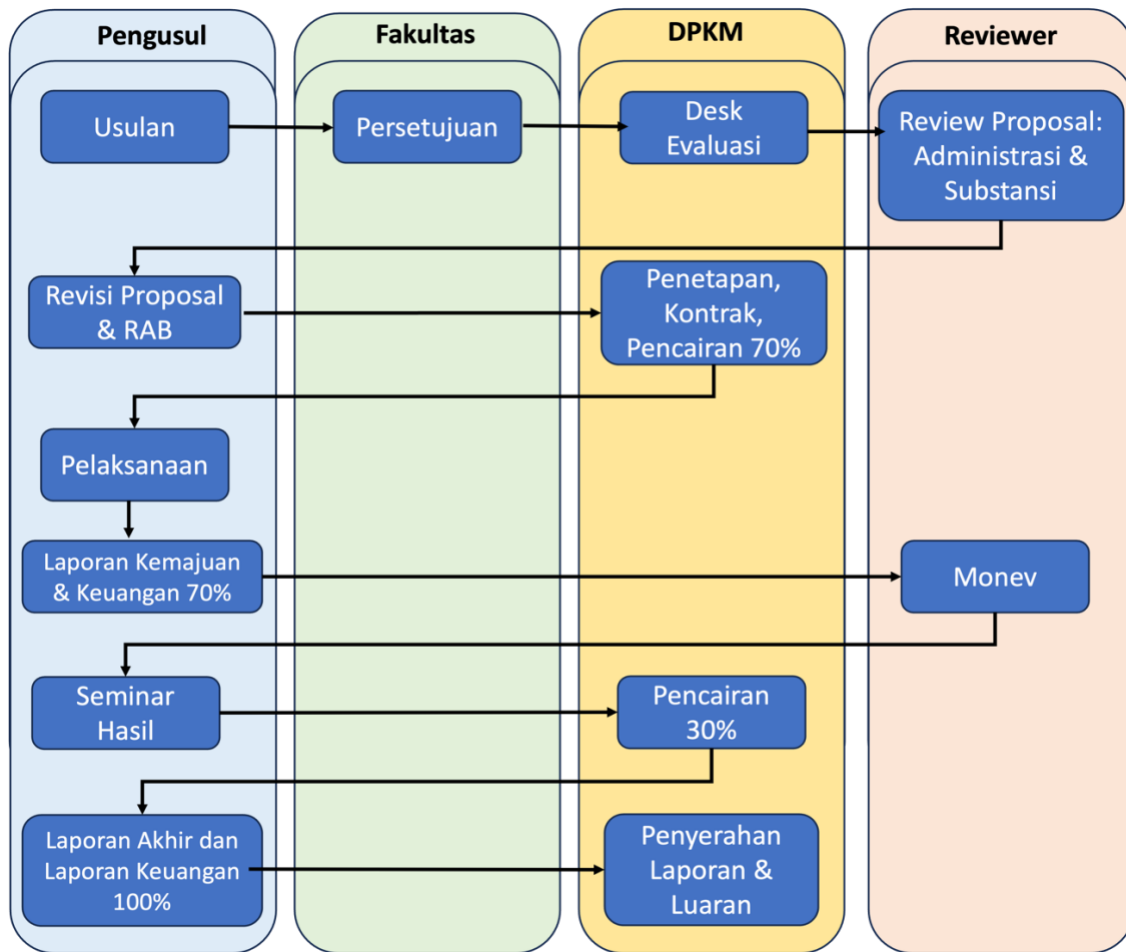 Pengusul
Fakultas
DPKM
Reviewer
Usulan
Persetujuan
Desk
Evaluasi
Review Proposal:
Administrasi &
Substansi
Revisi Proposal
& RAB
Penetapan,
Kontrak,
Pencairan 70%
Pelaksanaan
Laporan Kemajuan
& Keuangan 70%
Monev
Seminar
Hasil
Pencairan
30%
Laporan Akhir dan
Laporan Keuangan
100%
Penyerahan
Laporan &
Luaran